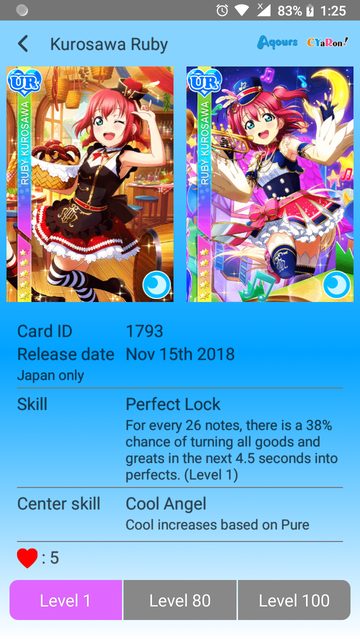 83% 1:25
Kurosawa Ruby Aqours CYaRon!
UR RUBY KUROSAWA
UR RUBY KUROSAWA
Card ID 1793
Release date Nov 15th 2018
Japan only
Skill Perfect Lock
For every 26 notes, there is a 38%
chance of turning all goods and
greats in the next 4.5 seconds into
perfects. (Level 1)
Center skill Cool Angel
Cool increases based on Pure
: 5
Level 1 Level 80 Level 100